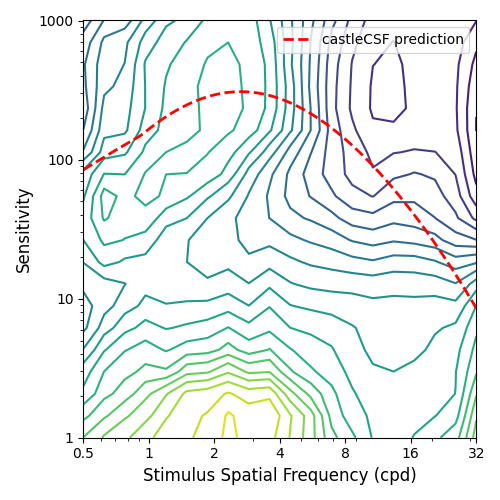 castleCSF prediction
1000
100
10
1
Sensitivity
0.5 1 2 4 8 16 32
Stimulus Spatial Frequency (cpd)